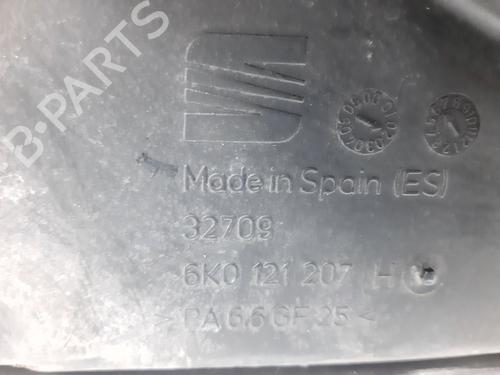 B-PARTS
Made in Spain (ES)
32709
6K0 121 207 H
>PA 6.6 GF 25<